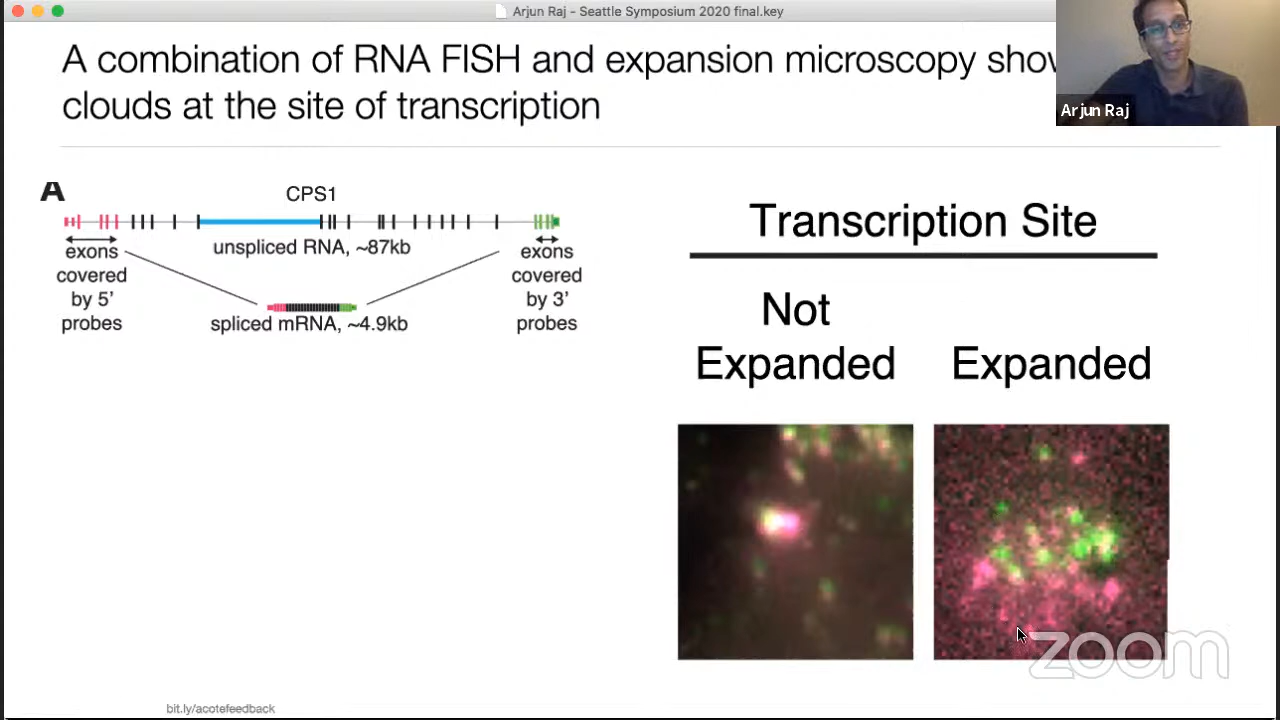 Arjun Raj - Seattle Symposium 2020 final.key
A combination of RNA FISH and expansion microscopy
clouds at the site of transcription
Arjun Raj
A
CPS1
unspliced RNA, ~87kb
exons
covered
by 5’
probes
exons
covered
by 3’
probes
spliced mRNA, ~4.9kb
Transcription Site
Not
Expanded
Expanded
zoom
bit.ly/acotefeedback